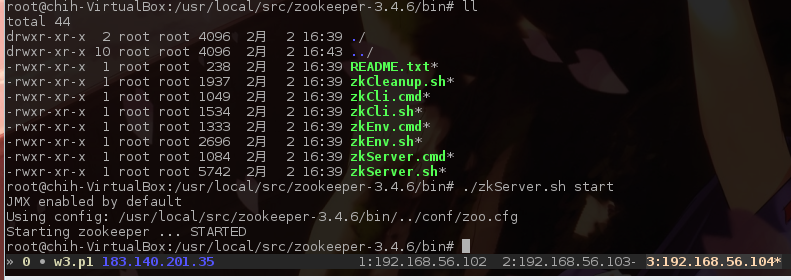 root@chih-VirtualBox:/usr/local/src/zookeeper-3.4.6/bin# ll
total 44
drwxr-xr-x  2 root root 4096  2月   2 16:39 ./
drwxr-xr-x 10 root root 4096  2月   2 16:43 ../
-rwxr-xr-x  1 root root  238  2月   2 16:39 README.txt*
-rwxr-xr-x  1 root root 1937  2月   2 16:39 zkCleanup.sh*
-rwxr-xr-x  1 root root 1049  2月   2 16:39 zkCli.cmd*
-rwxr-xr-x  1 root root 1534  2月   2 16:39 zkCli.sh*
-rwxr-xr-x  1 root root 1333  2月   2 16:39 zkEnv.cmd*
-rwxr-xr-x  1 root root 2696  2月   2 16:39 zkEnv.sh*
-rwxr-xr-x  1 root root 1084  2月   2 16:39 zkServer.cmd*
-rwxr-xr-x  1 root root 5742  2月   2 16:39 zkServer.sh*
root@chih-VirtualBox:/usr/local/src/zookeeper-3.4.6/bin# ./zkServer.sh start
JMX enabled by default
Using config: /usr/local/src/zookeeper-3.4.6/bin/../conf/zoo.cfg
Starting zookeeper ... STARTED
root@chih-VirtualBox:/usr/local/src/zookeeper-3.4.6/bin#
» 0 • w3.p1 183.140.201.35 1:192.168.56.102  2:192.168.56.103- 3:192.168.56.104*